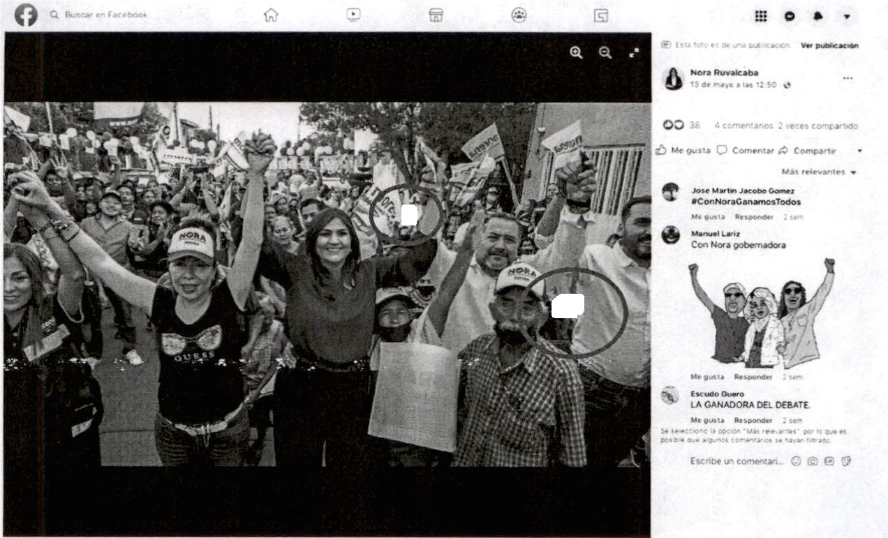 Buscar en Facebook
Esta foto es de una publicación. Ver publicación
Nora Ruvalcaba
13 de mayo a las 12:50
38 4 comentarios 2 veces compartido
Me gusta Comentar Compartir
Más relevantes
Jose Martin Jacobo Gomez
#ConNoraGanamosTodos
Me gusta Responder 2 sem
Manuel Lariz
Con Nora gobernadora
Me gusta Responder 2 sem
Escudo Guero
LA GANADORA DEL DEBATE.
Me gusta Responder 2 sem
Se seleccionó la opción "Más relevantes", por lo que es
posible que algunos comentarios se hayan filtrado.
Escribe un comentari...
NORA
GUESS
NORA
morena
morena